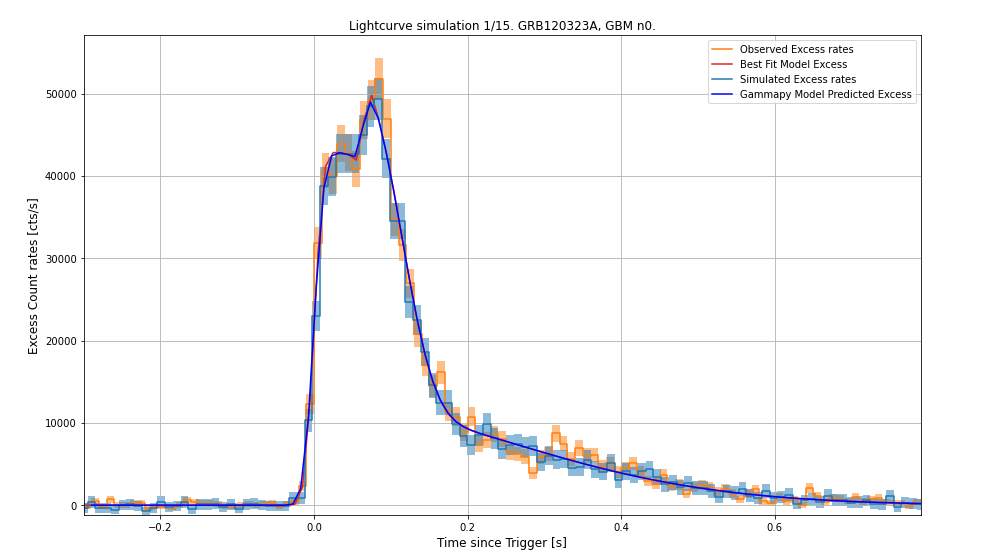 Lightcurve simulation 1/15. GRB120323A, GBM n0.
Observed Excess rates
Best Fit Model Excess
Simulated Excess rates
Gammapy Model Predicted Excess
Excess Count rates [cts/s]
50000
40000
30000
20000
10000
0
−0.2 0.0 0.2 0.4 0.6
Time since Trigger [s]